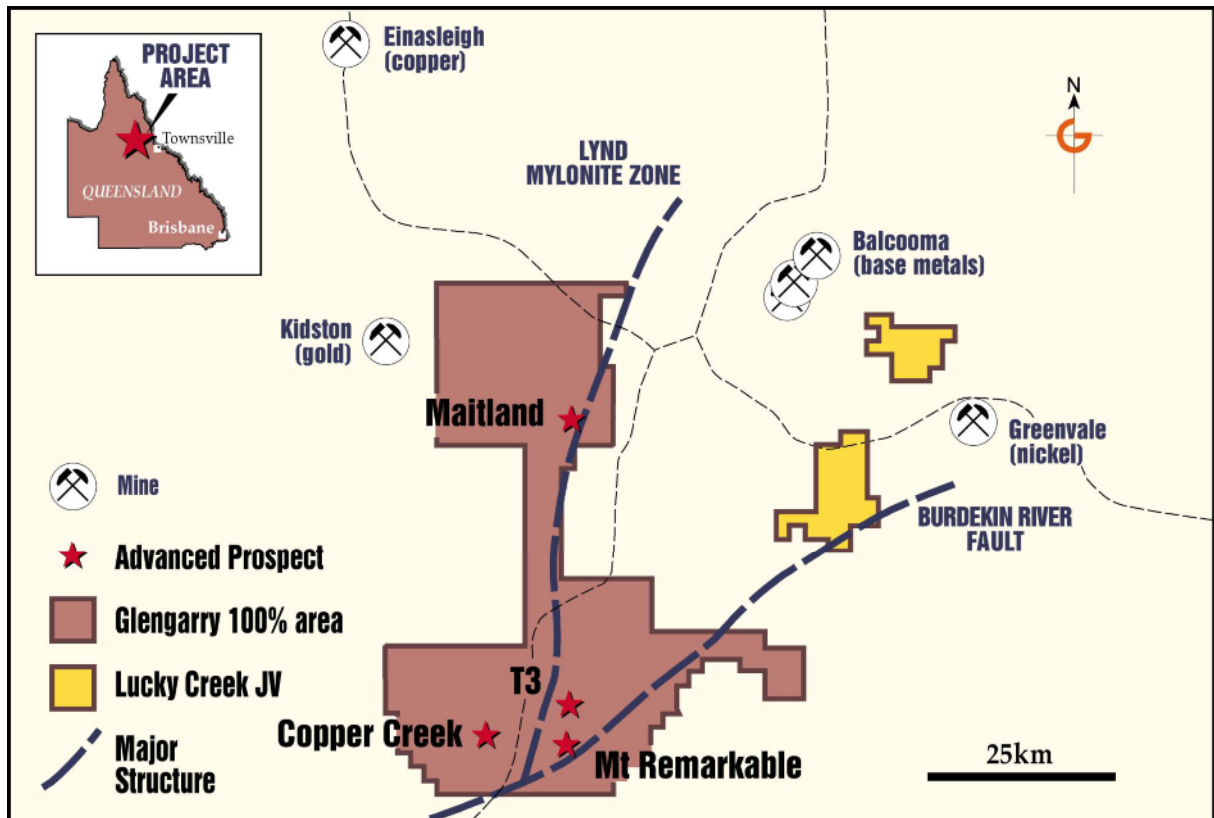 PROJECT
AREA
Townsville
QUEENSLAND
Brisbane
Einasleigh
(copper)
N
LYND
MYLONITE ZONE
Balcooma
(base metals)
Kidston
(gold)
Maitland
Greenvale
(nickel)
BURDEKIN RIVER
FAULT
Mine
Advanced Prospect
Glengarry 100% area
Lucky Creek JV
Major
Structure
T3
Copper Creek
Mt Remarkable
25km